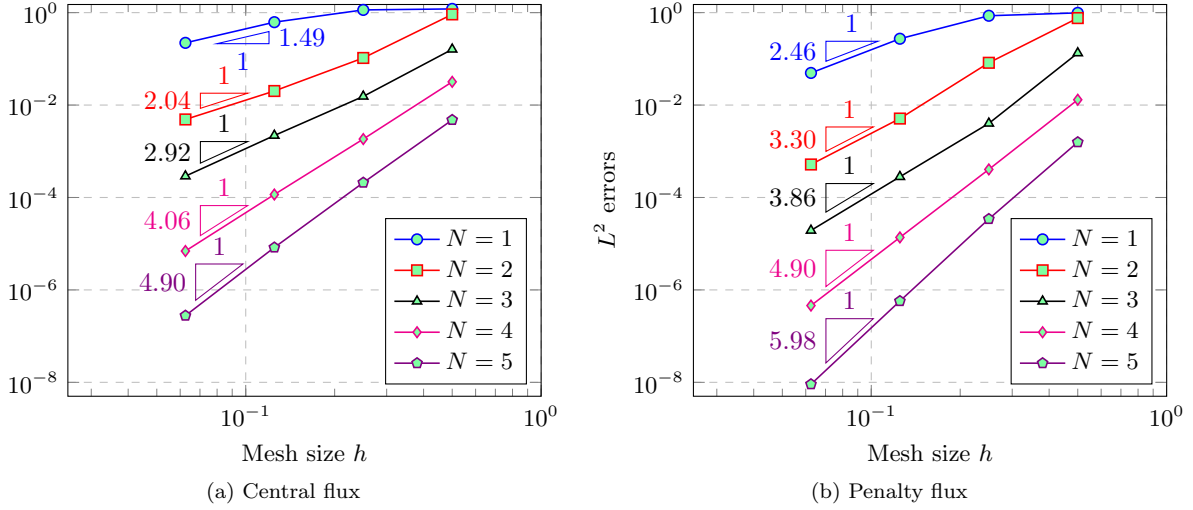 10^0
10^{-2}
10^{-4}
10^{-6}
10^{-8}
10^{-1}
10^0
1.49
1
1
2.04
1
2.92
1
4.06
1
4.90
N = 1
N = 2
N = 3
N = 4
N = 5
Mesh size h
(a) Central flux
L^2 errors
10^0
10^{-2}
10^{-4}
10^{-6}
10^{-8}
10^{-1}
10^0
1
2.46
1
3.30
1
3.86
1
4.90
1
5.98
N = 1
N = 2
N = 3
N = 4
N = 5
Mesh size h
(b) Penalty flux